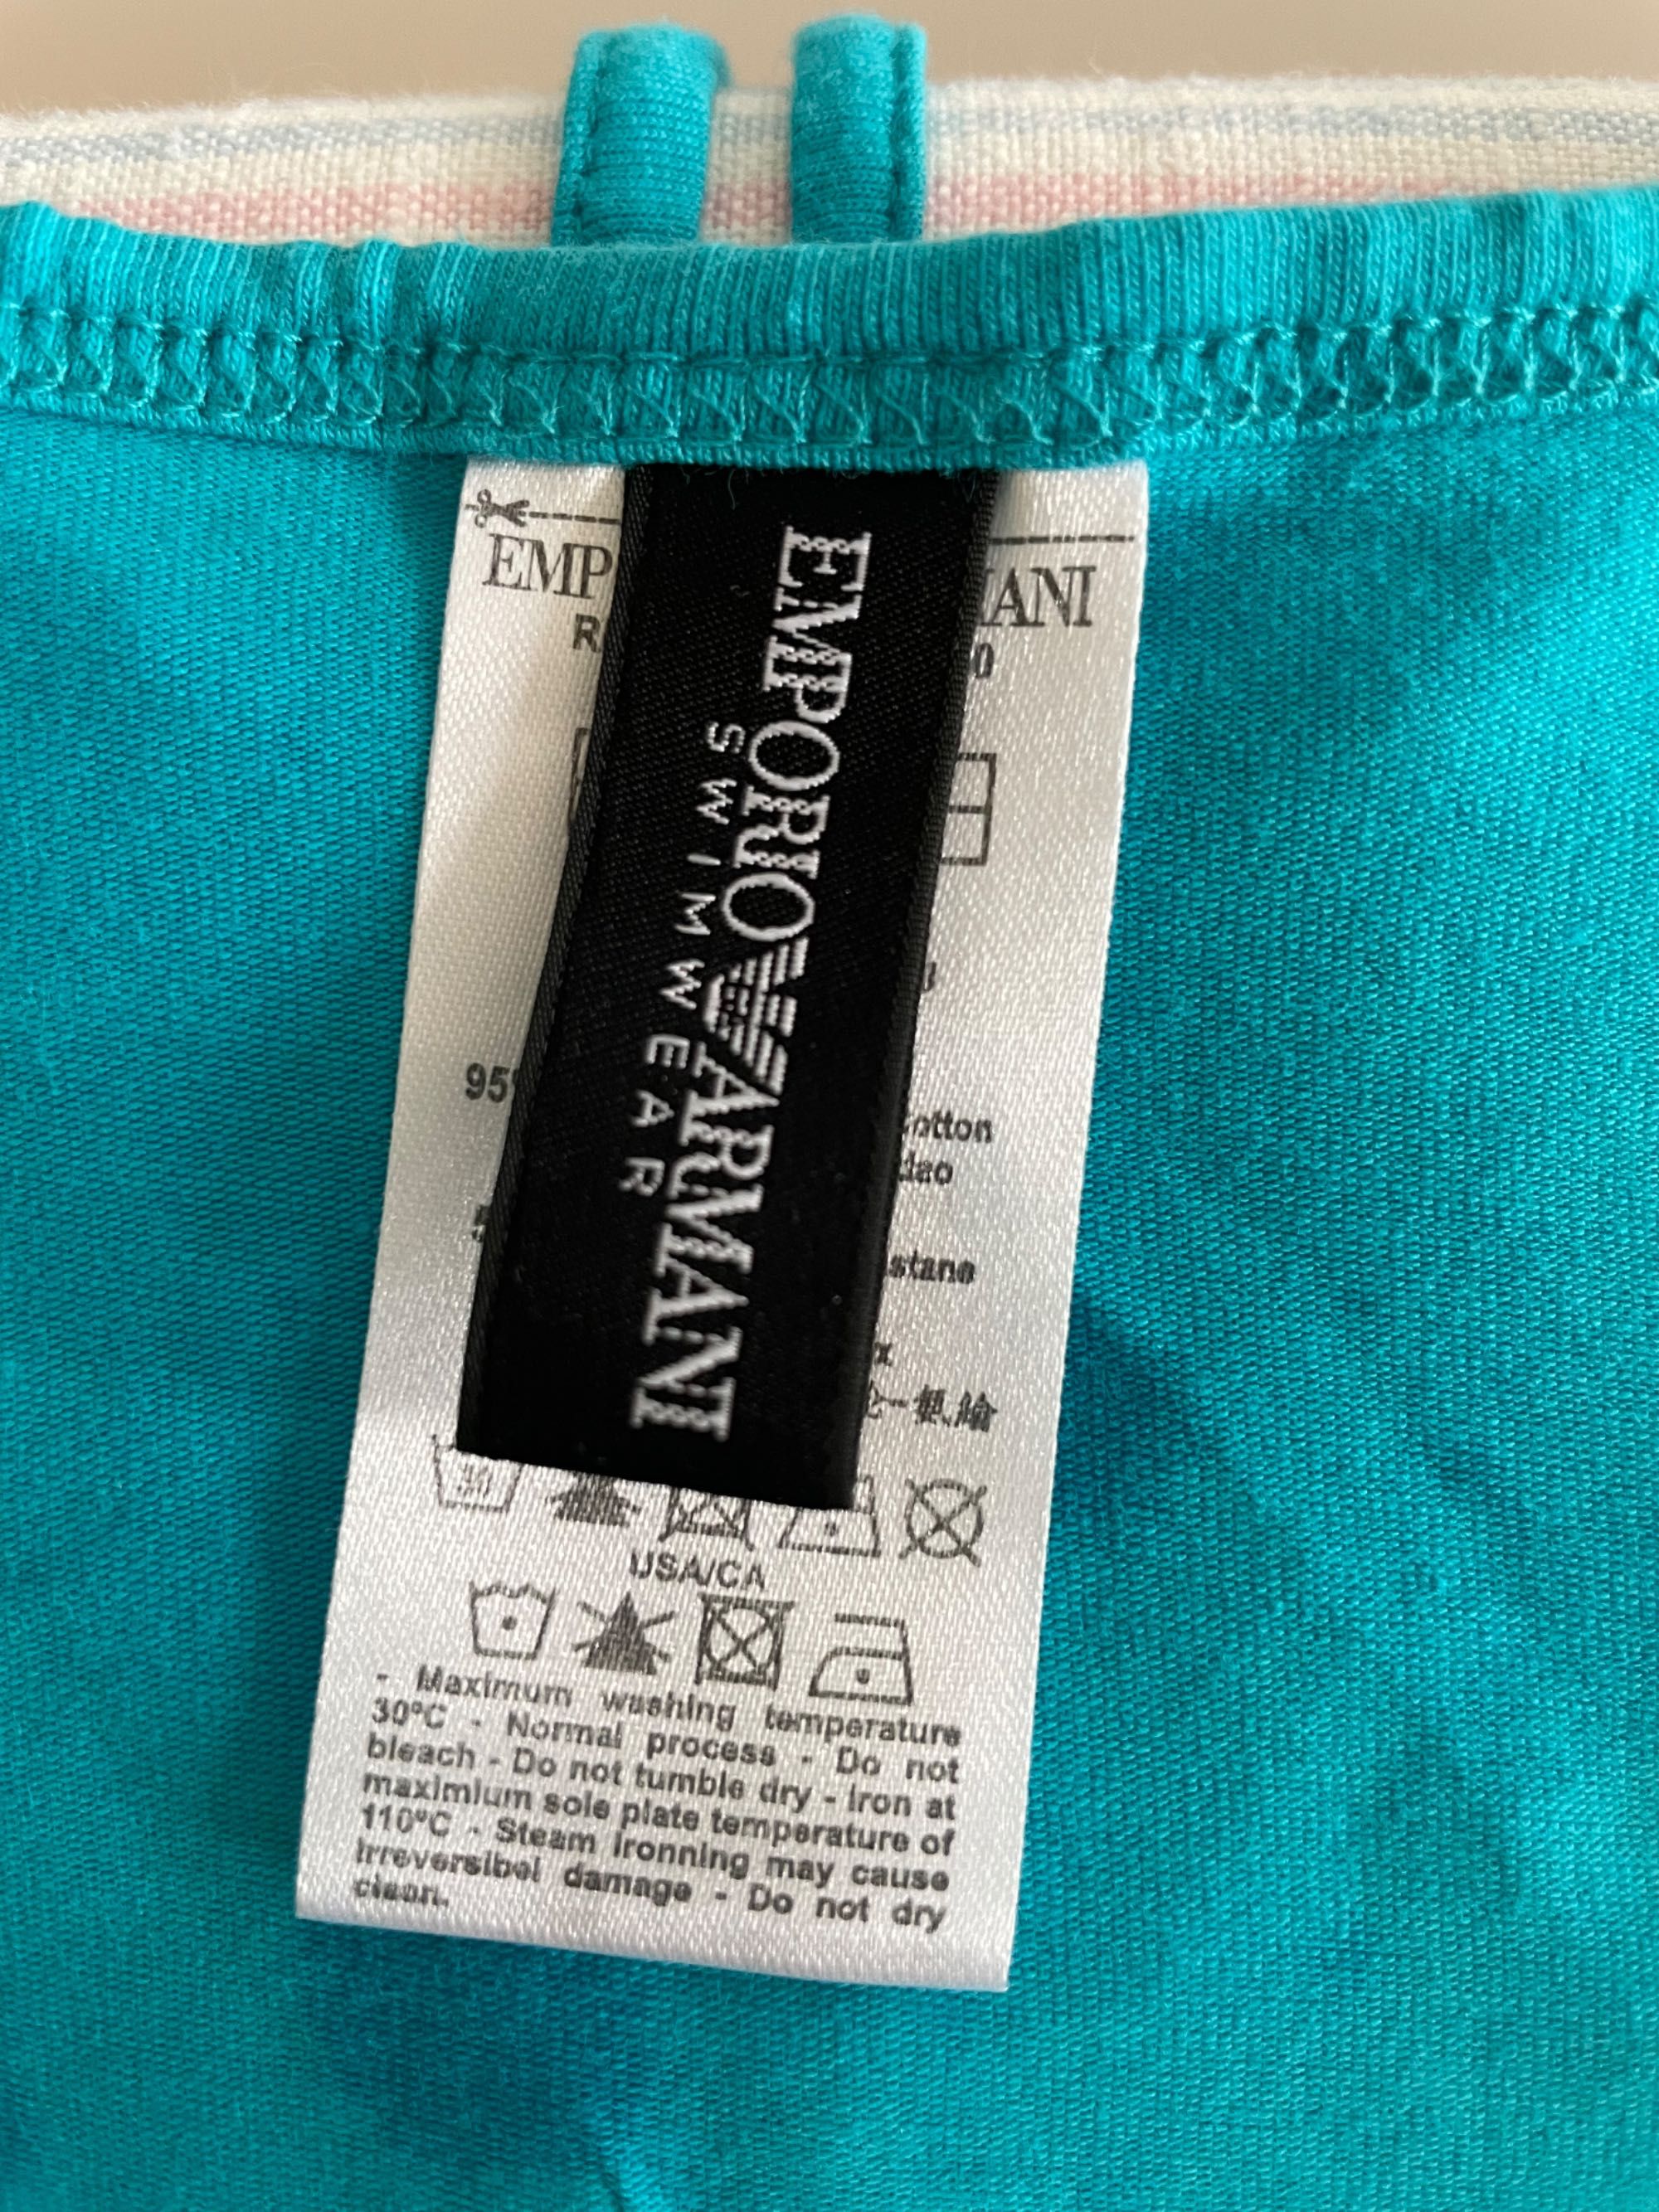 EMPORIO ARMANI
SWIMWEAR
EMP
ANI
95
otton
dao
stane
x
30
USA/CA
- Maximum washing temperature
30°C - Normal process - Do not
bleach - Do not tumble dry - Iron at
maximium sole plate temperature of
110°C - Steam ironning may cause
irreversibel damage - Do not dry
clean.